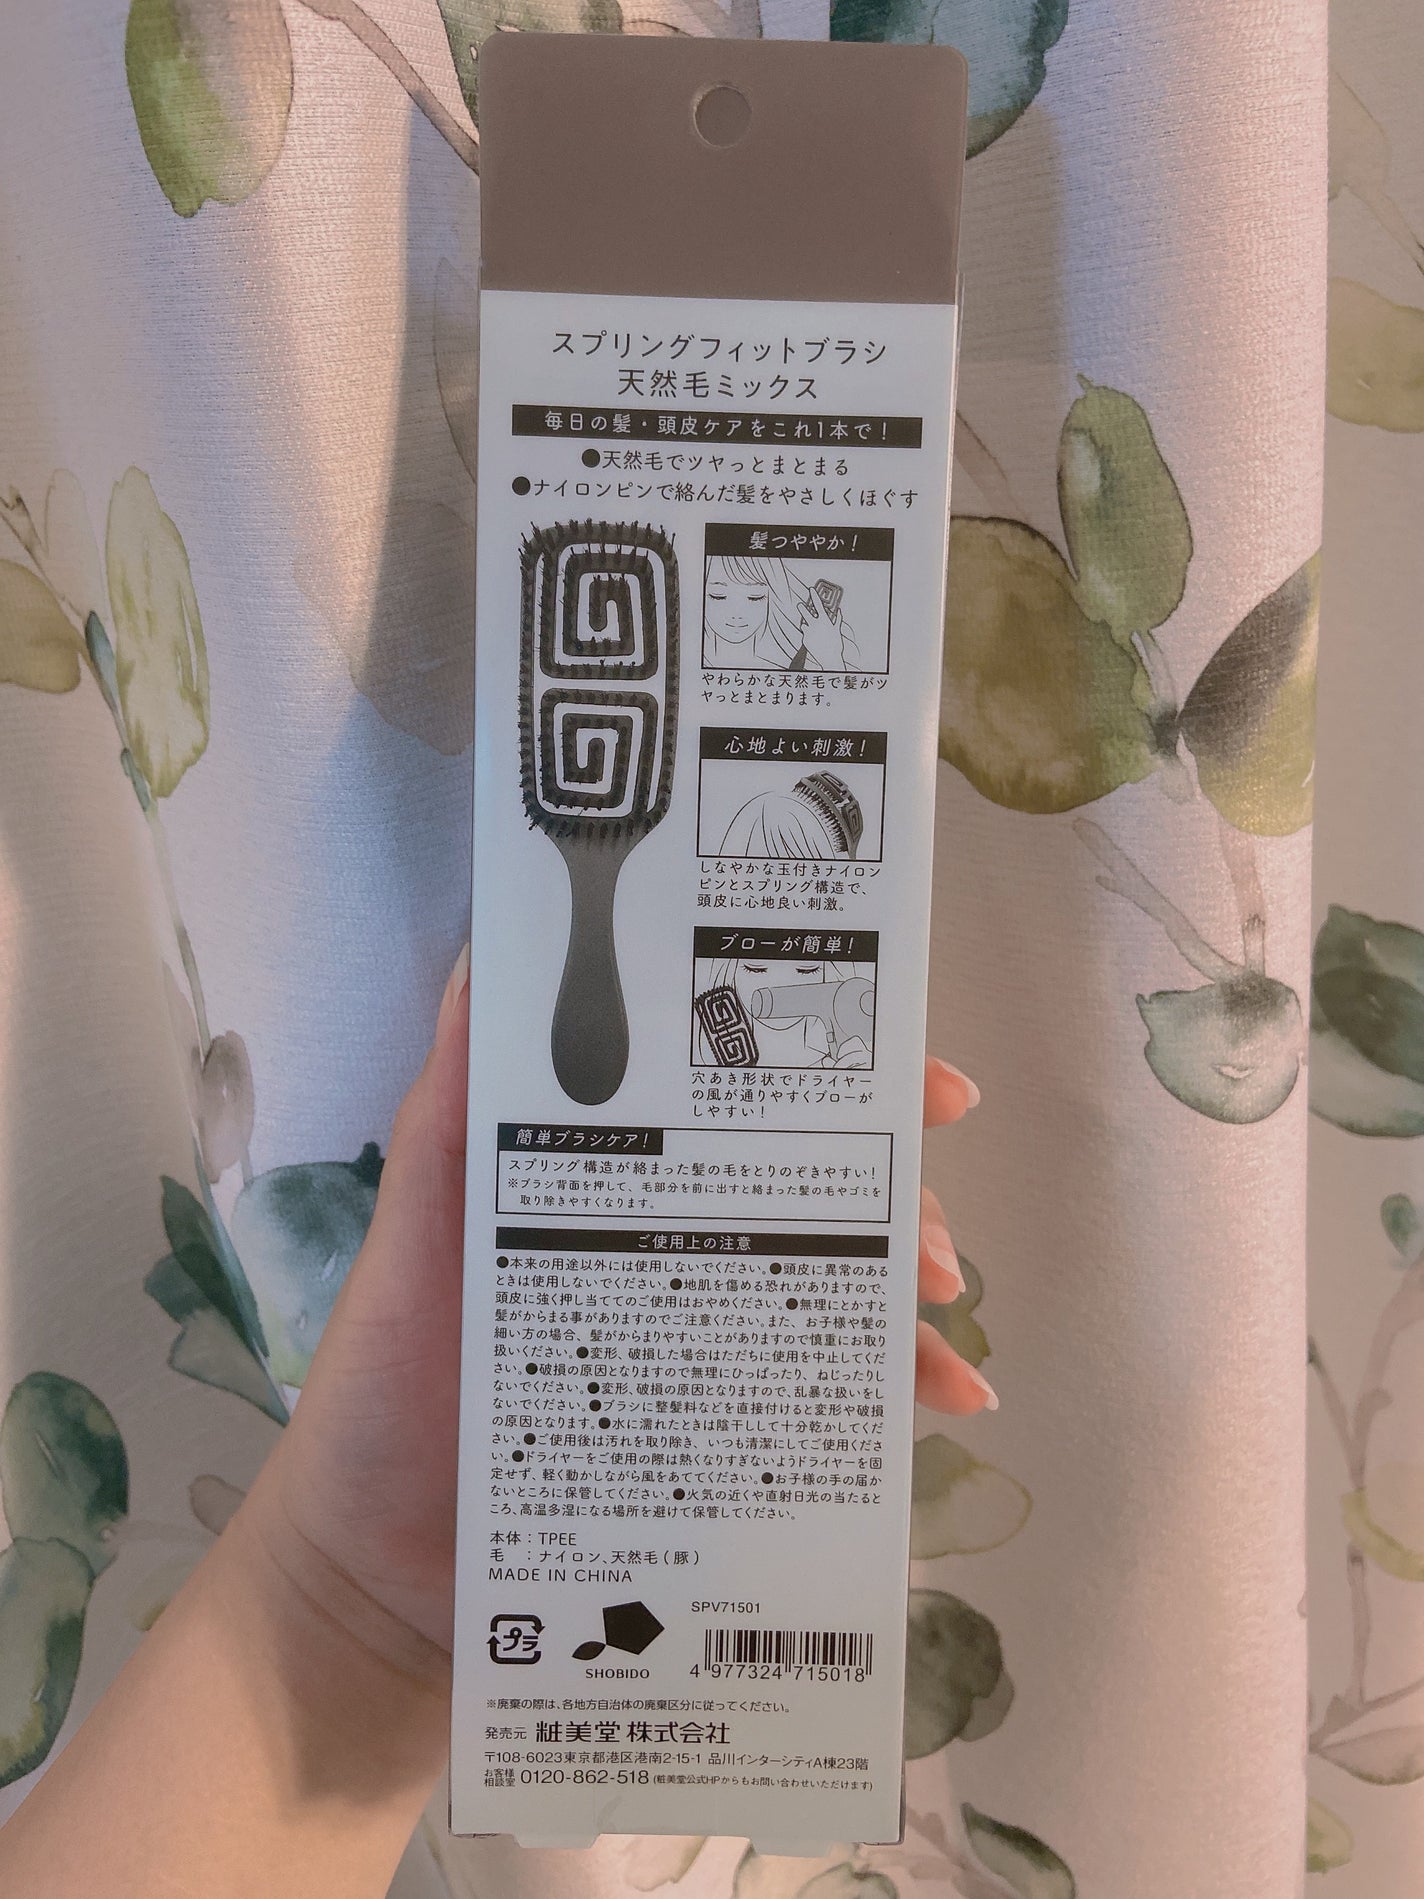 スプリングフィットブラシ
天然毛ミックス
毎日の髪・頭皮ケアをこれ1本で！
●天然毛でツヤっとまとまる
●ナイロンピンで絡んだ髪をやさしくほぐす
髪つややか！
やわらかな天然毛で髪がツ
ヤっとまとまります。
心地よい刺激！
しなやかな玉付きナイロン
ピンとスプリング構造で、
頭皮に心地良い刺激。
ブローが簡単！
穴あき形状でドライヤー
の風が通りやすくブローが
しやすい！
簡単ブラシケア！
スプリング構造が絡まった髪の毛をとりのぞきやすい！
※ブラシ背面を押して、毛部分を前に出すと絡まった髪の毛やゴミを
取り除きやすくなります。
ご使用上の注意
●本来の用途以外には使用しないでください。●頭皮に異常のある
ときは使用しないでください。●地肌を傷める恐れがありますので、
頭皮に強く押し当ててのご使用はおやめください。●無理にとかすと
髪がからまる事がありますのでご注意ください。また、お子様や髪の
細い方の場合、髪がからまりやすいことがありますので慎重にお取り
扱いください。●変形、破損した場合はただちに使用を中止してくだ
さい。●破損の原因となりますので無理にひっぱったり、ねじったりし
ないでください。●変形、破損の原因となりますので、乱暴な扱いをし
ないでください。●ブラシに整髪料などを直接付けると変形や破損
の原因となります。●水に濡れたときは陰干しして十分乾かしてくだ
さい。●ご使用後は汚れを取り除き、いつも清潔にしてご使用くださ
い。●ドライヤーをご使用の際は熱くなりすぎないようドライヤーを固
定せず、軽く動かしながら風をあててください。●お子様の手の届か
ないところに保管してください。●火気の近くや直射日光の当たると
ころ、高温多湿になる場所を避けて保管してください。
本体：TPEE
毛　：ナイロン、天然毛（豚）
MADE IN CHINA
SPV71501
プラ
SHOBIDO
4 977324 715018
※廃棄の際は、各地方自治体の廃棄区分に従ってください。
発売元 粧美堂 株式会社
〒108-6023東京都港区港南2-15-1 品川インターシティA棟23階
お客様相談室 0120-862-518（粧美堂公式HPからもお問い合わせいただけます）